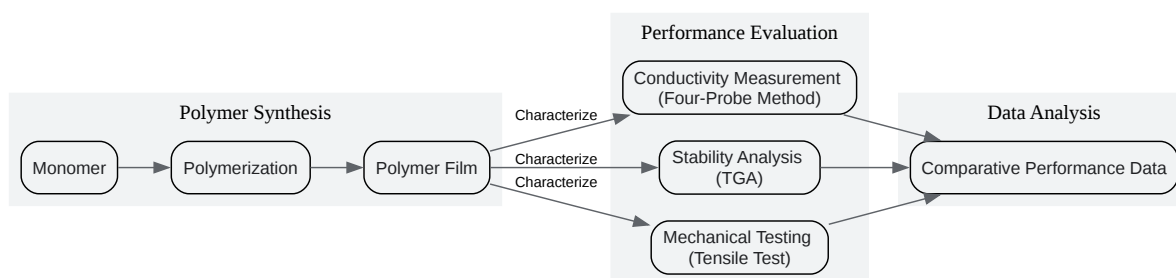 Polymer Synthesis
Monomer
Polymerization
Polymer Film
Characterize
Characterize
Characterize
Performance Evaluation
Conductivity Measurement
(Four-Probe Method)
Stability Analysis
(TGA)
Mechanical Testing
(Tensile Test)
Data Analysis
Comparative Performance Data